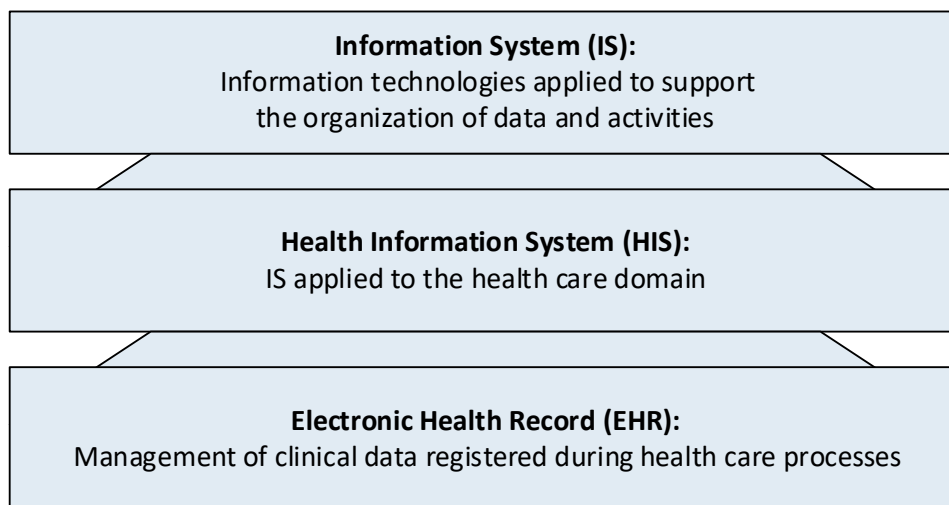 Information System (IS):
Information technologies applied to support
the organization of data and activities
Health Information System (HIS):
IS applied to the health care domain
Electronic Health Record (EHR):
Management of clinical data registered during health care processes